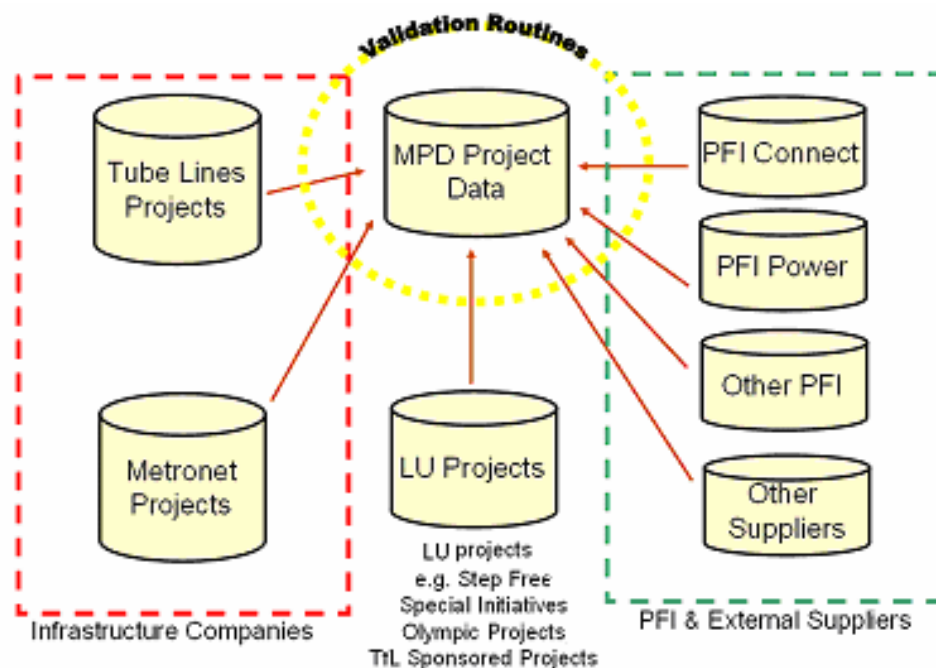 Validation Routines
Tube Lines
Projects
MPD Project
Data
PFI Connect
PFI Power
Other PFI
Metronet
Projects
LU Projects
Other
Suppliers
LU projects
e.g. Step Free
Special Initiatives
Olympic Projects
TfL Sponsored Projects
Infrastructure Companies
PFI & External Suppliers